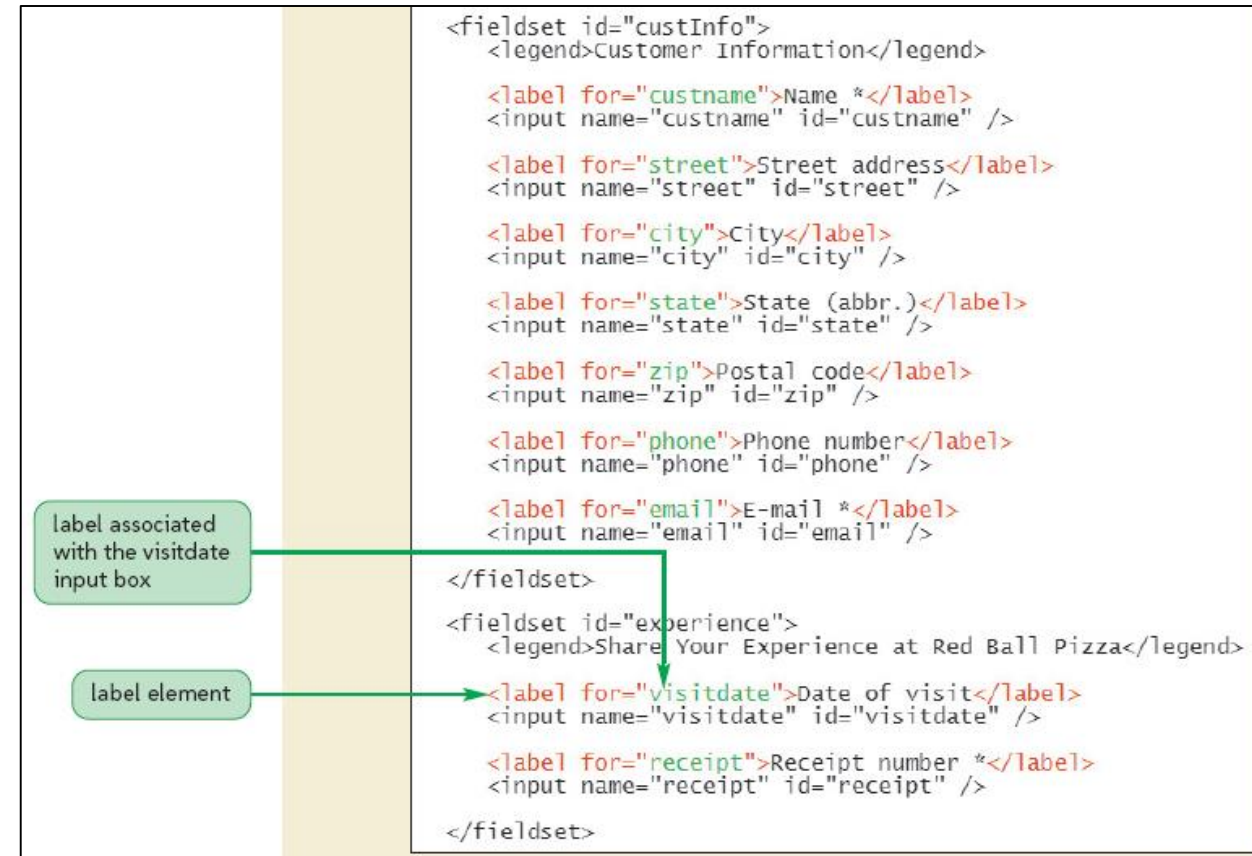 <fieldset id="custInfo">
<legend>Customer Information</legend>
<label for="custname">Name *</label>
<input name="custname" id="custname" />
<label for="street">Street address</label>
<input name="street" id="street" />
<label for="city">City</label>
<input name="city" id="city" />
<label for="state">State (abbr.)</label>
<input name="state" id="state" />
<label for="zip">Postal code</label>
<input name="zip" id="zip" />
<label for="phone">Phone number</label>
<input name="phone" id="phone" />
<label for="email">E-mail *</label>
<input name="email" id="email" />
</fieldset>
label associated
with the visitdate
input box
<fieldset id="experience">
<legend>Share Your Experience at Red Ball Pizza</legend>
label element
<label for="visitdate">Date of visit</label>
<input name="visitdate" id="visitdate" />
<label for="receipt">Receipt number *</label>
<input name="receipt" id="receipt" />
</fieldset>